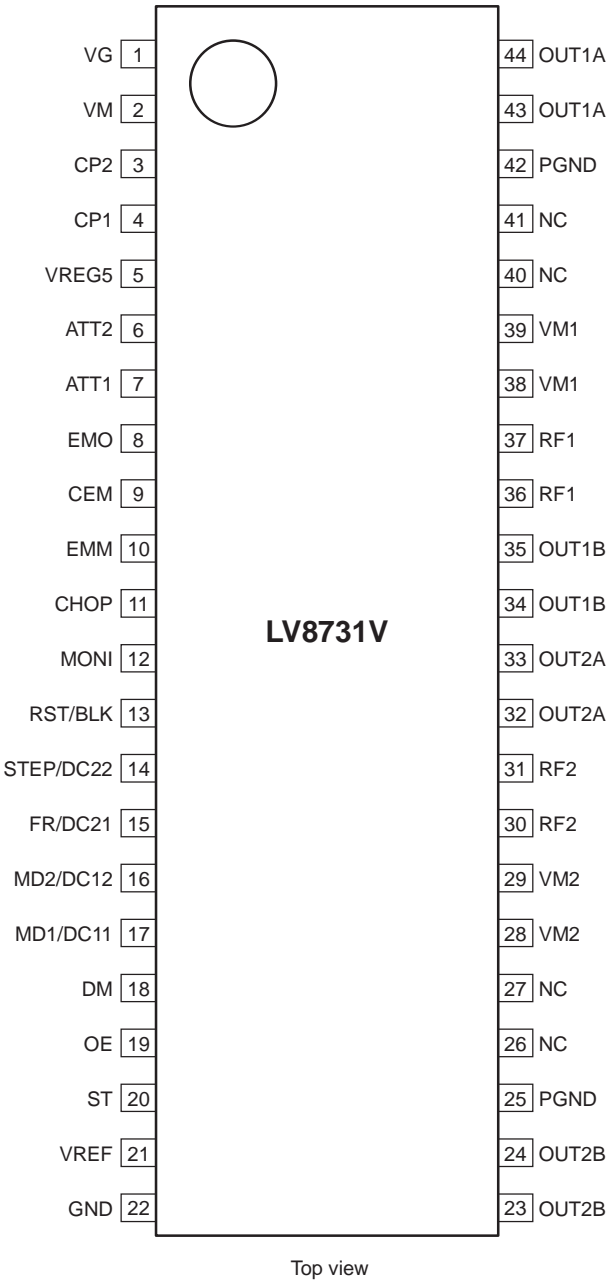 VG 1 44 OUT1A
VM 2 43 OUT1A
CP2 3 42 PGND
CP1 4 41 NC
VREG5 5 40 NC
ATT2 6 39 VM1
ATT1 7 38 VM1
EMO 8 37 RF1
CEM 9 36 RF1
EMM 10 35 OUT1B
CHOP 11 34 OUT1B
LV8731V
MONI 12 33 OUT2A
RST/BLK 13 32 OUT2A
STEP/DC22 14 31 RF2
FR/DC21 15 30 RF2
MD2/DC12 16 29 VM2
MD1/DC11 17 28 VM2
DM 18 27 NC
OE 19 26 NC
ST 20 25 PGND
VREF 21 24 OUT2B
GND 22 23 OUT2B
Top view